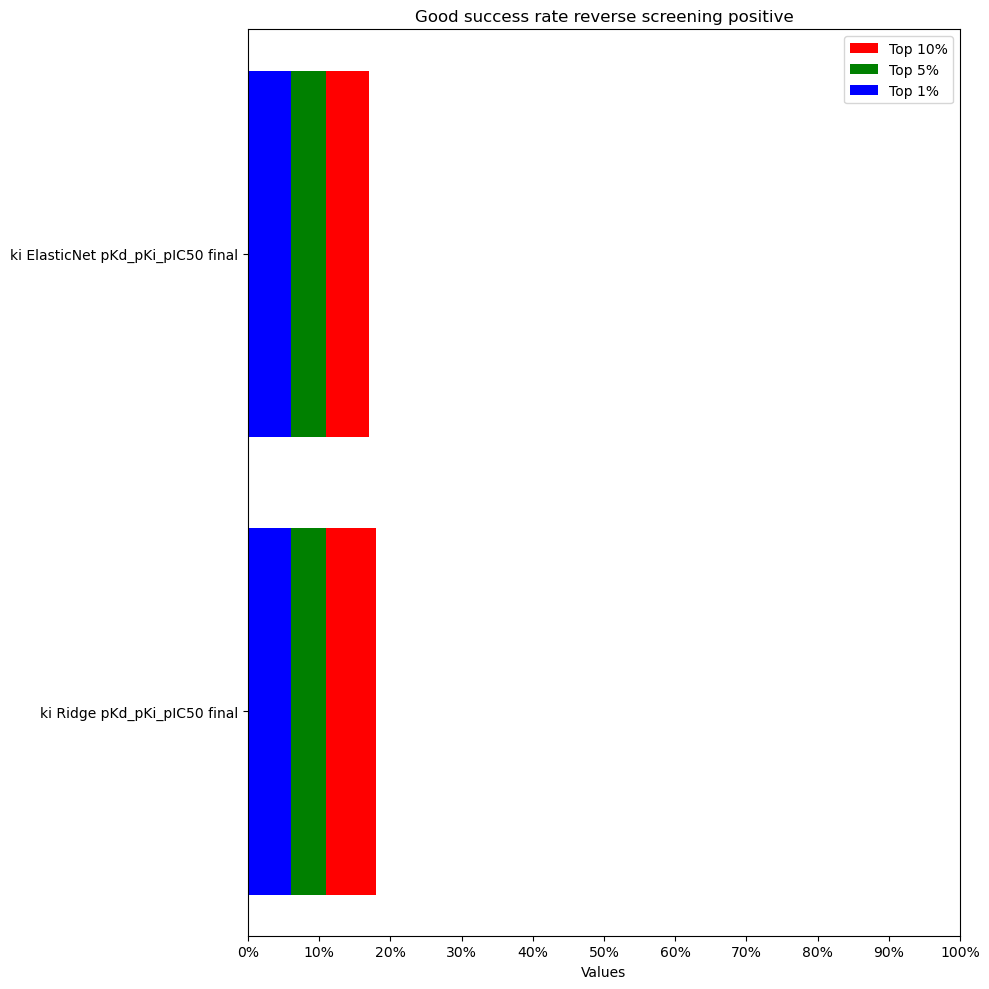 Good success rate reverse screening positive
Top 10%
Top 5%
Top 1%
ki ElasticNet pKd_pKi_pIC50 final
ki Ridge pKd_pKi_pIC50 final
0% 10% 20% 30% 40% 50% 60% 70% 80% 90% 100%
Values